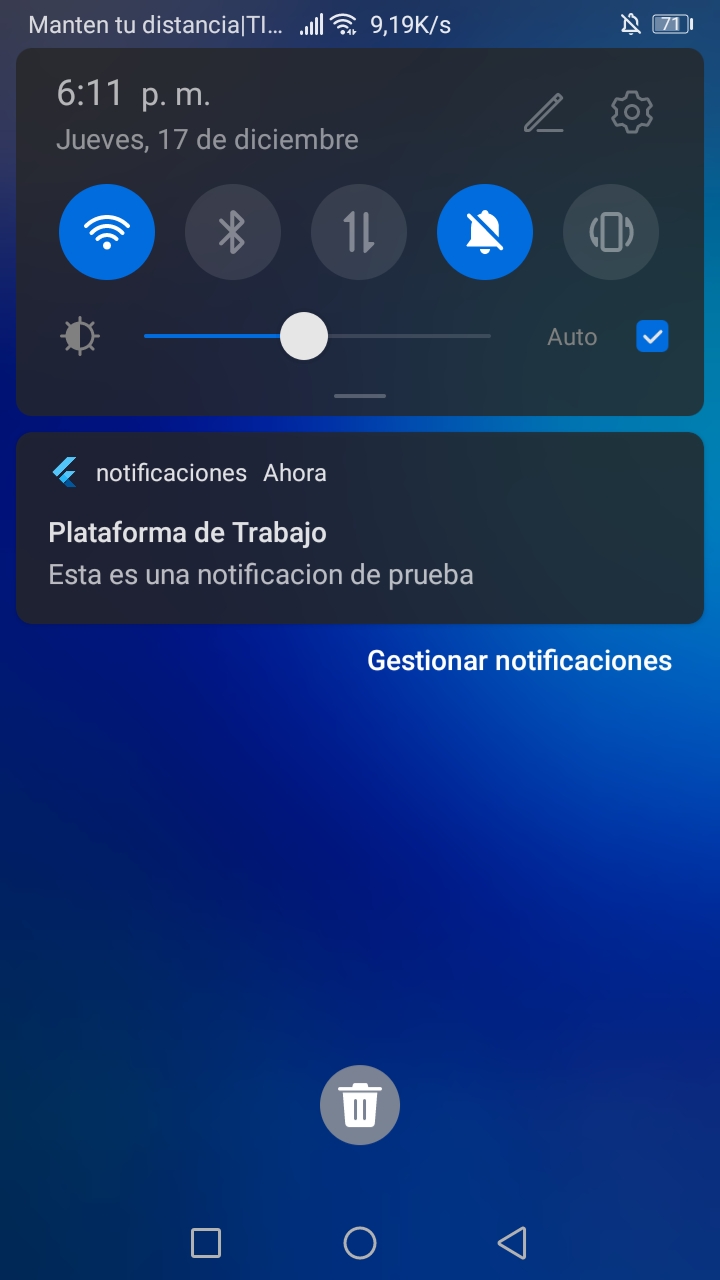 Manten tu distancia|TI... 9,19K/s 71
6:11 p. m.
Jueves, 17 de diciembre
Auto
notificaciones Ahora
Plataforma de Trabajo
Esta es una notificacion de prueba
Gestionar notificaciones